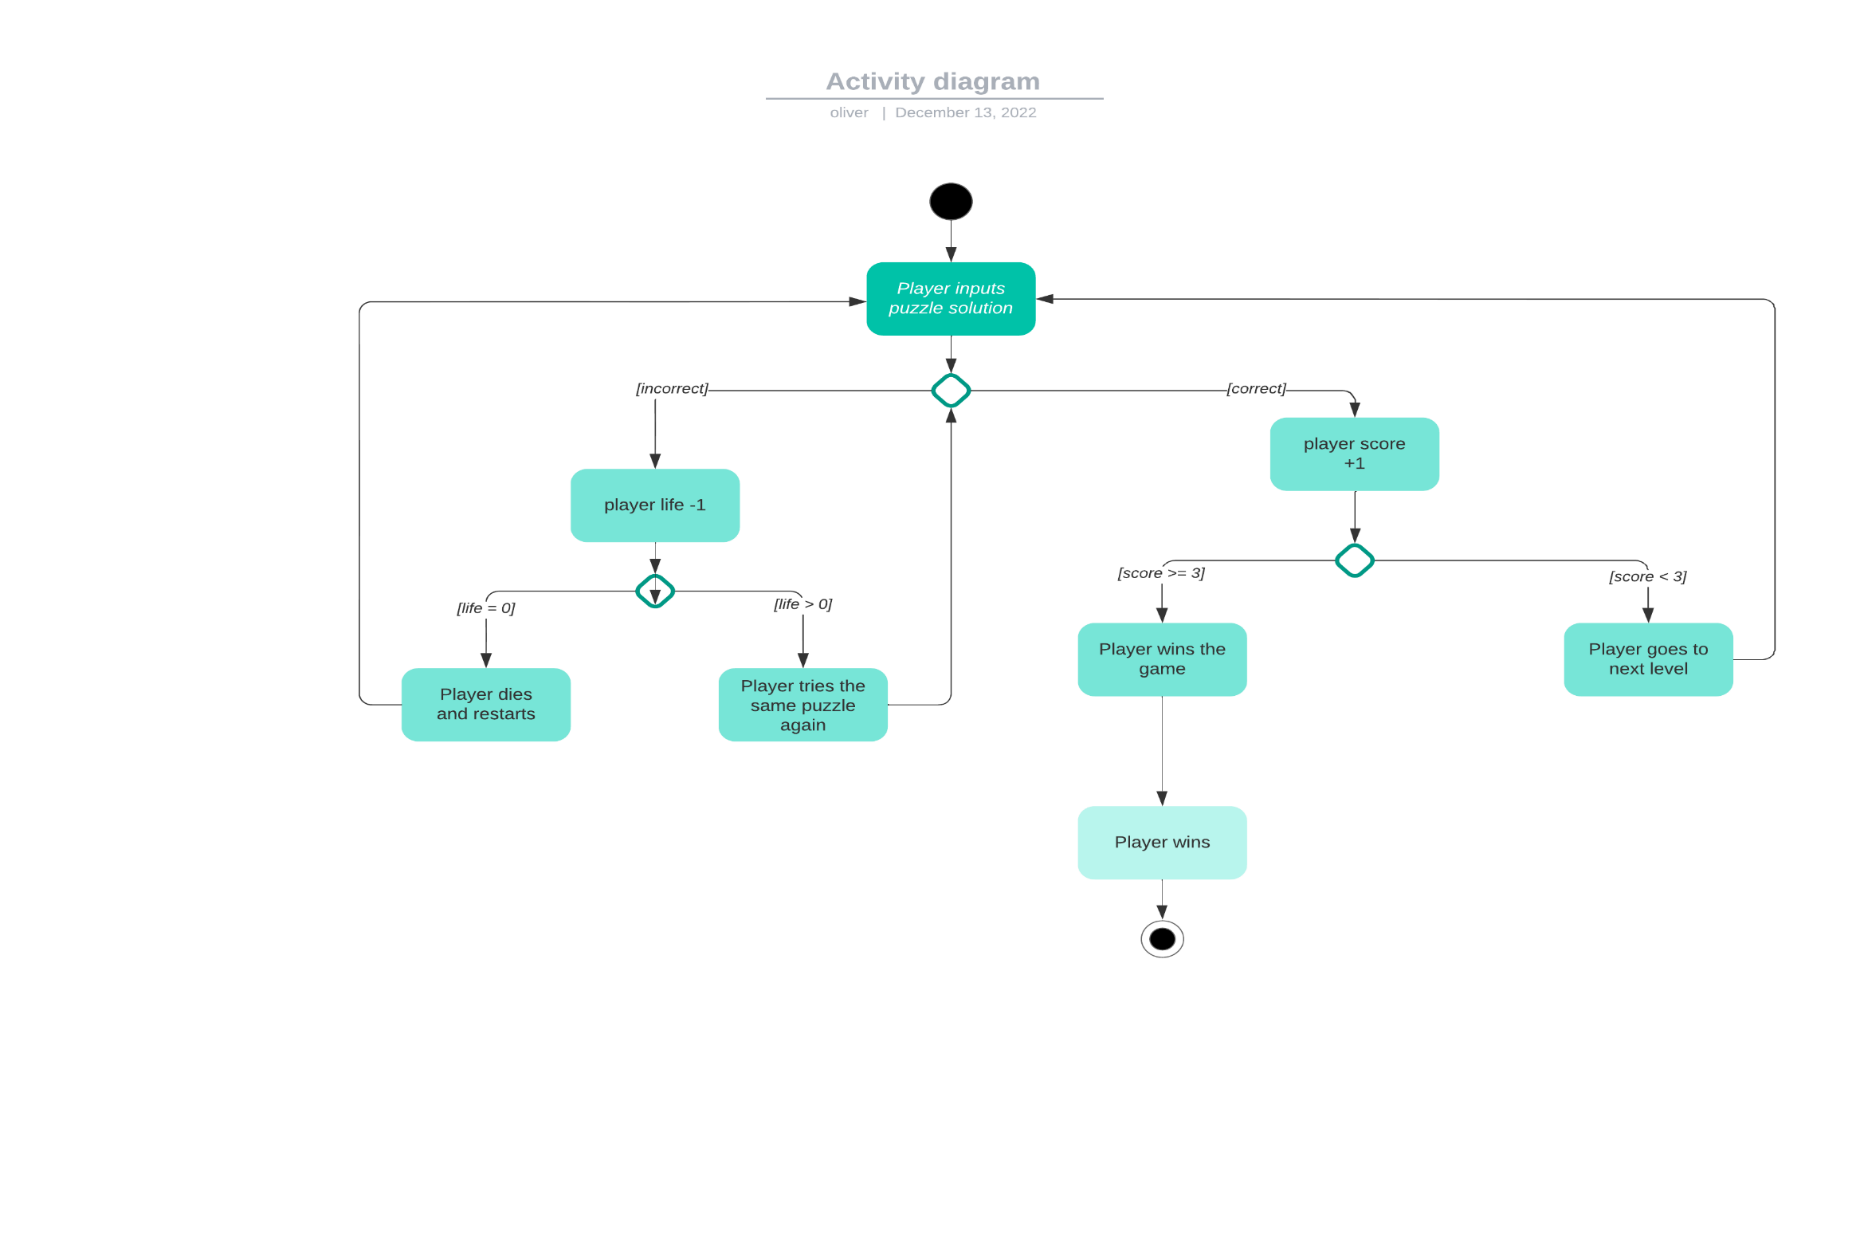 Activity diagram
oliver | December 13, 2022
Player inputs
puzzle solution
[incorrect]
[correct]
player score
+1
player life -1
[score >= 3]
[score < 3]
[life = 0]
[life > 0]
Player wins the
game
Player goes to
next level
Player dies
and restarts
Player tries the
same puzzle
again
Player wins